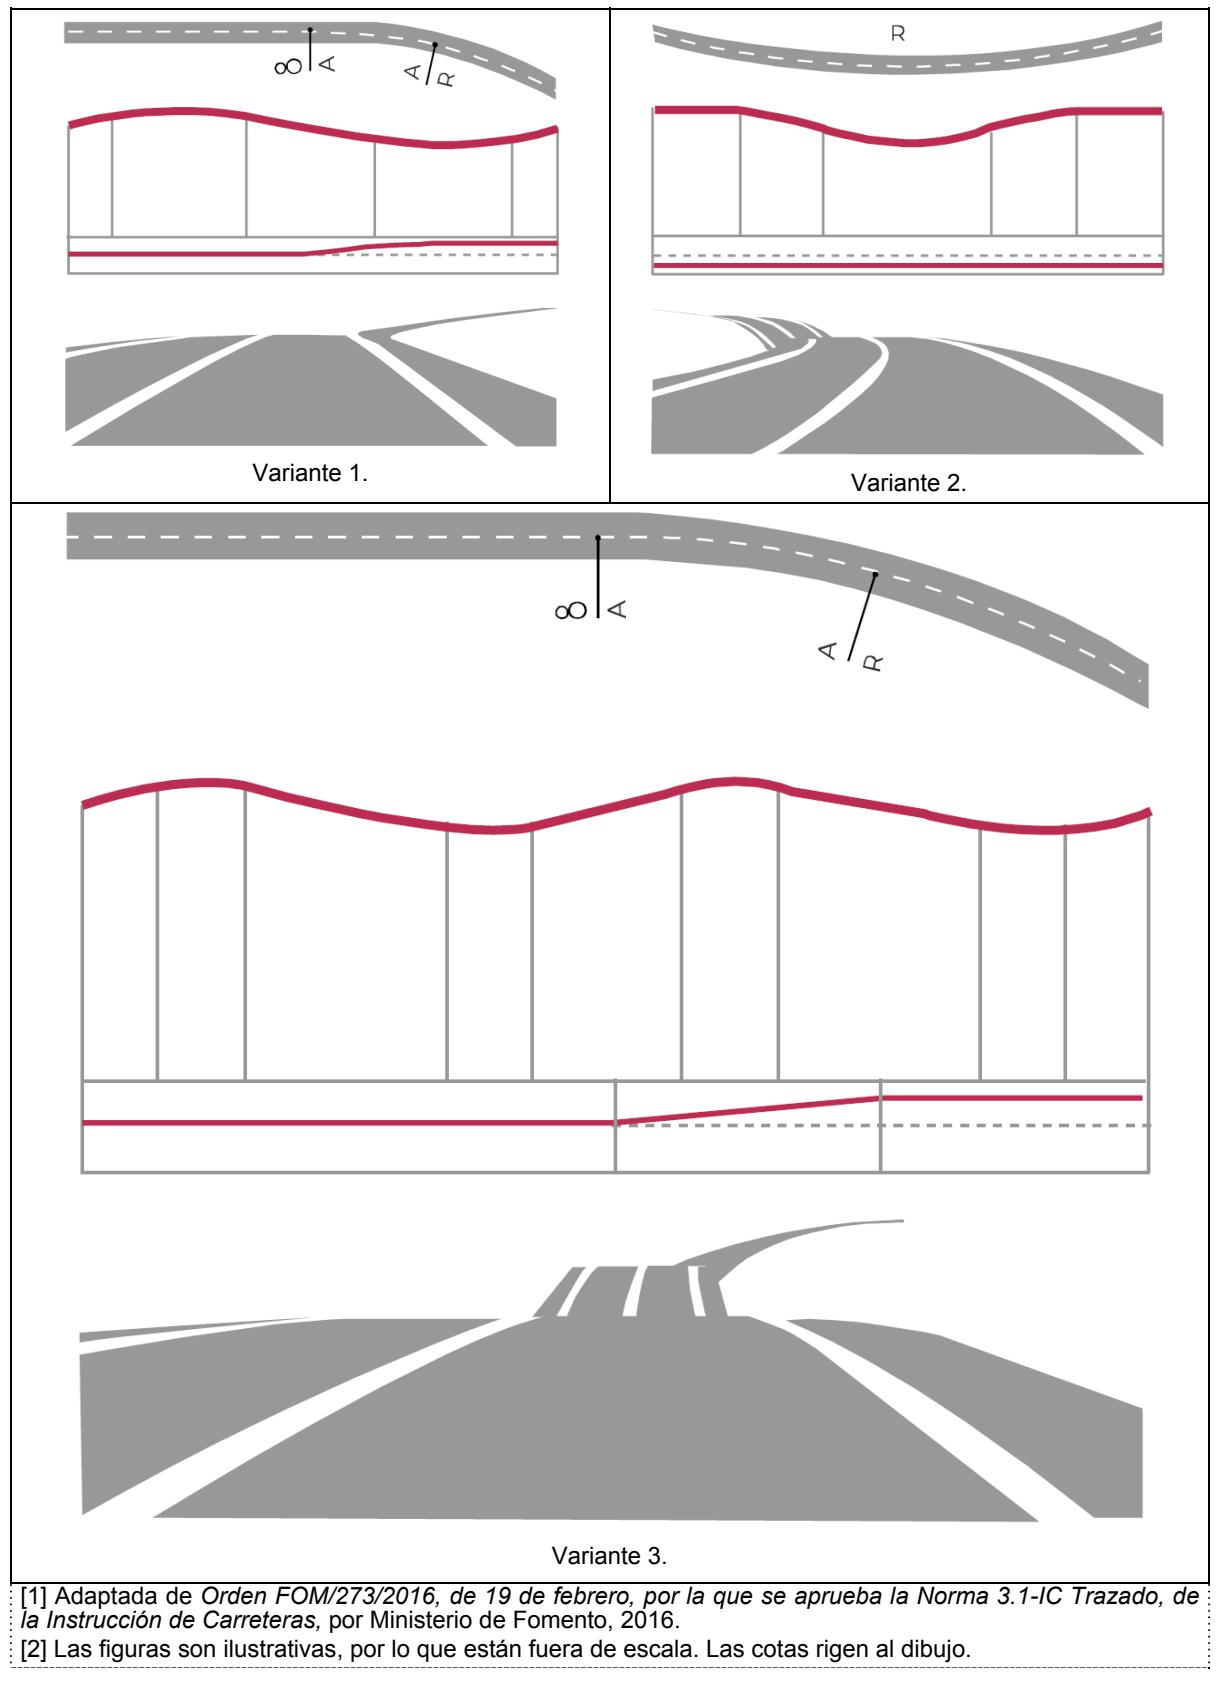 ∞
A
A
R
R
Variante 1.
Variante 2.
∞
A
A
R
Variante 3.
[1] Adaptada de Orden FOM/273/2016, de 19 de febrero, por la que se aprueba la Norma 3.1-IC Trazado, de
la Instrucción de Carreteras, por Ministerio de Fomento, 2016.
[2] Las figuras son ilustrativas, por lo que están fuera de escala. Las cotas rigen al dibujo.